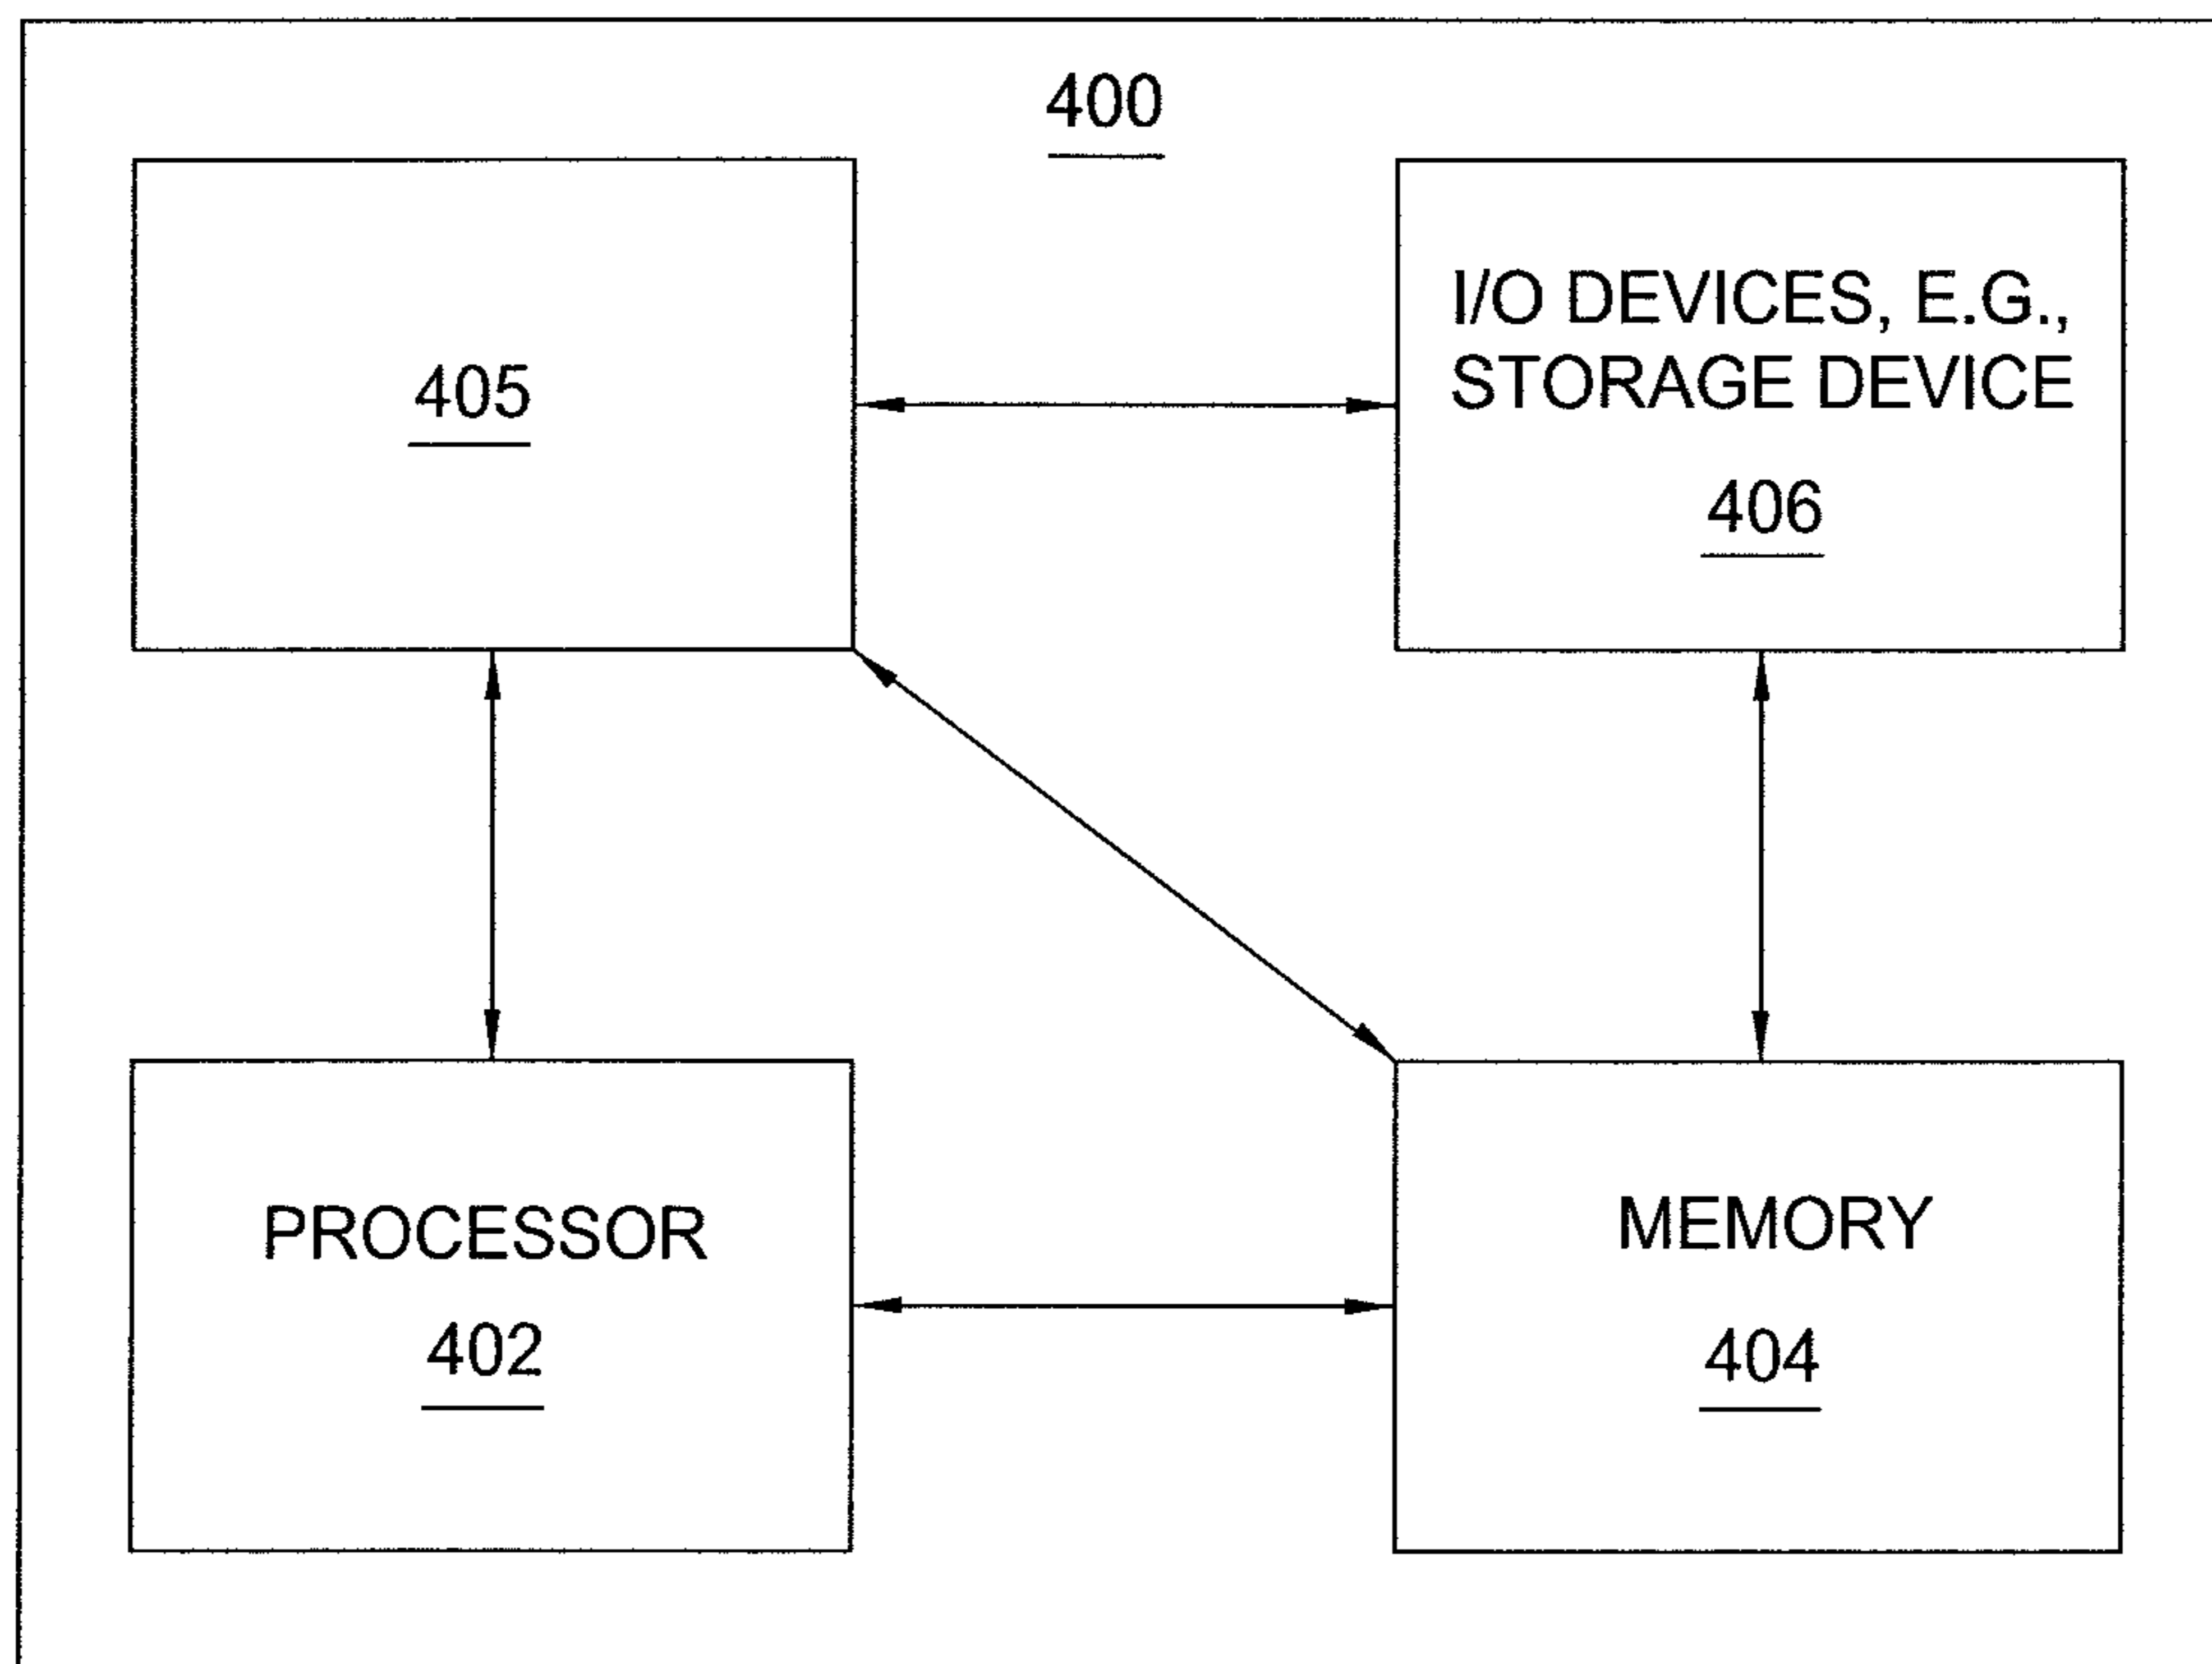 400
405
I/O DEVICES, E.G.,
STORAGE DEVICE
406
PROCESSOR
402
MEMORY
404